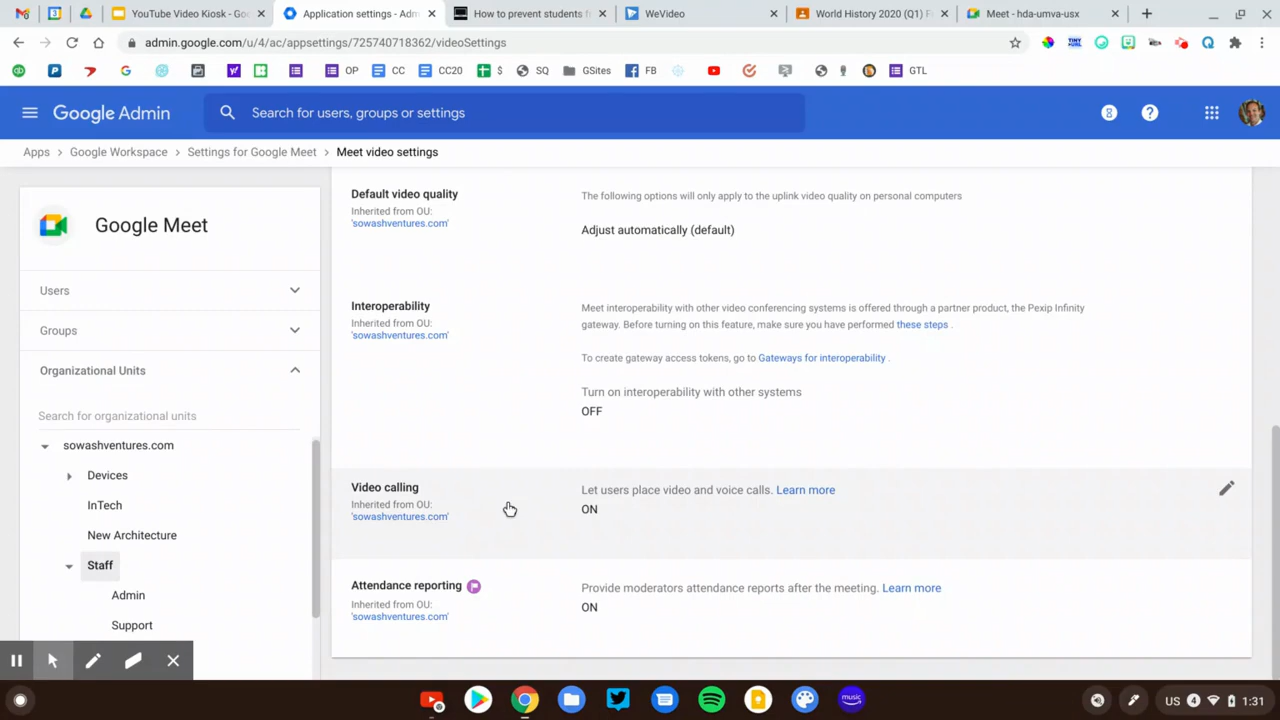 YouTube Video Kiosk - Go
Application settings - Adm
How to prevent students f
WeVideo
World History 2020 (Q1) F
Meet - hda-umva-usx
admin.google.com/u/4/ac/appsettings/725740718362/videoSettings
OP
CC
CC20
$
SQ
GSites
FB
GTL
Google Admin
Search for users, groups or settings
Apps > Google Workspace > Settings for Google Meet > Meet video settings
Google Meet
Users
Groups
Organizational Units
Search for organizational units
sowashventures.com
Devices
InTech
New Architecture
Staff
Admin
Support
Default video quality
Inherited from OU:
'sowashventures.com'
The following options will only apply to the uplink video quality on personal computers
Adjust automatically (default)
Interoperability
Inherited from OU:
'sowashventures.com'
Meet interoperability with other video conferencing systems is offered through a partner product, the Pexip Infinity
gateway. Before turning on this feature, make sure you have performed these steps .
To create gateway access tokens, go to Gateways for interoperability .
Turn on interoperability with other systems
OFF
Video calling
Inherited from OU:
'sowashventures.com'
Let users place video and voice calls. Learn more
ON
Attendance reporting
Inherited from OU:
'sowashventures.com'
Provide moderators attendance reports after the meeting. Learn more
ON
music
US
4
1:31